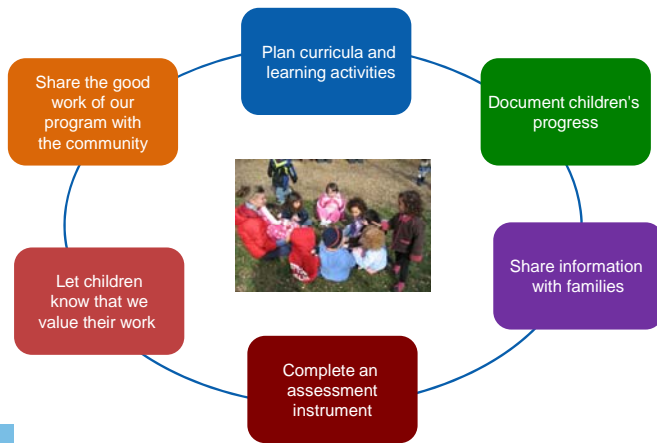 Plan curricula and
learning activities
Document children's
progress
Share information
with families
Complete an
assessment
instrument
Let children
know that we
value their work
Share the good
work of our
program with
the community